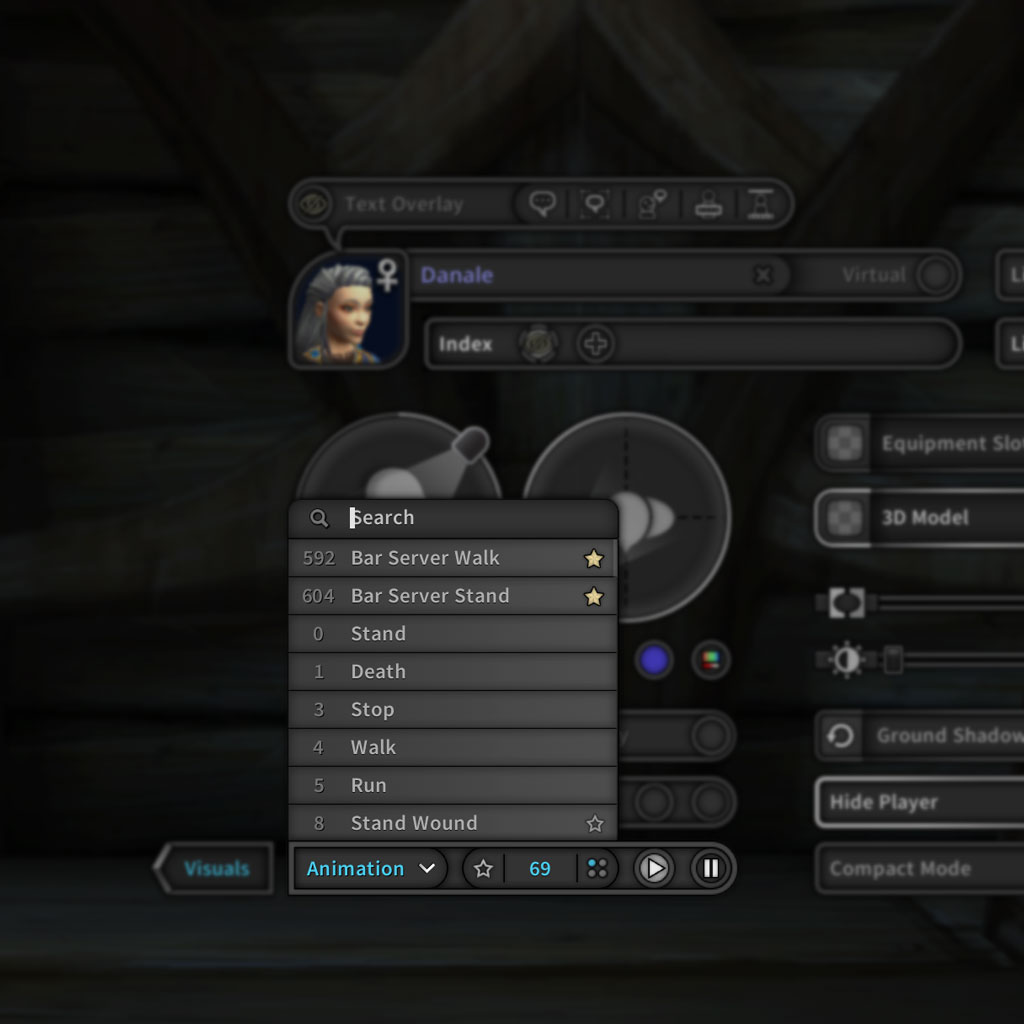 Text Overlay
Danale
Virtual
Index
Equipment
3D Model
Search
592 Bar Server Walk
604 Bar Server Stand
0 Stand
1 Death
3 Stop
4 Walk
5 Run
8 Stand Wound
Ground Shadow
Hide Player
Visuals
Animation
69
Compact Mode